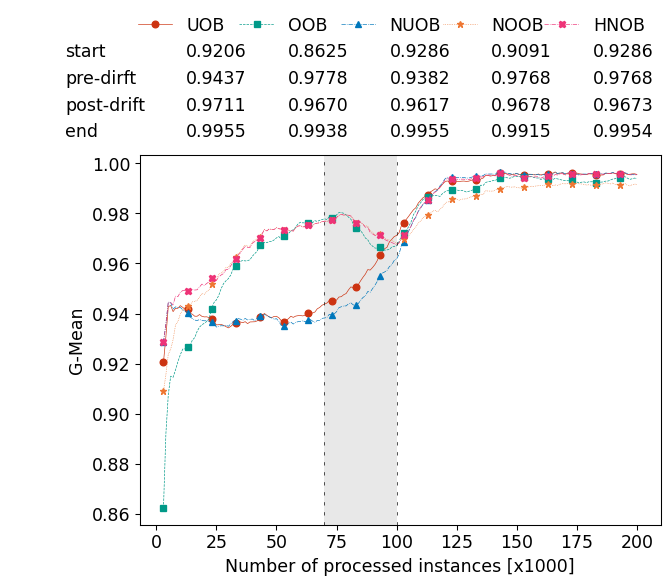 UOB OOB NUOB NOOB HNOB
start 0.9206 0.8625 0.9286 0.9091 0.9286
pre-dirft 0.9437 0.9778 0.9382 0.9768 0.9768
post-drift 0.9711 0.9670 0.9617 0.9678 0.9673
end 0.9955 0.9938 0.9955 0.9915 0.9954
1.00
0.98
0.96
0.94
0.92
0.90
0.88
0.86
G-Mean
0 25 50 75 100 125 150 175 200
Number of processed instances [x1000]